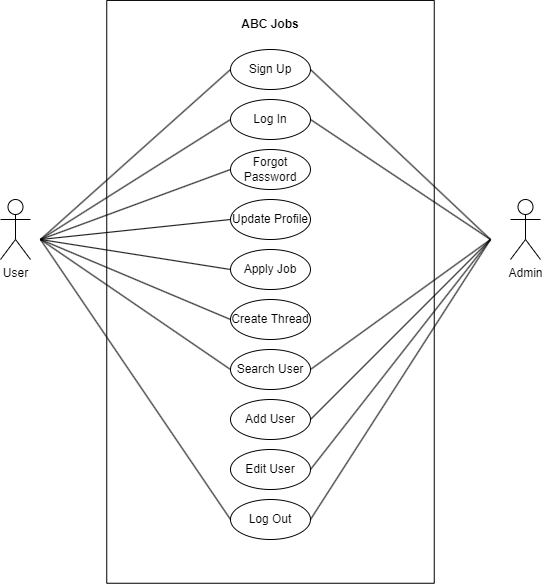 ABC Jobs
Sign Up
Log In
Forgot
Password
Update Profile
Apply Job
Create Thread
Search User
Add User
Edit User
Log Out
User
Admin